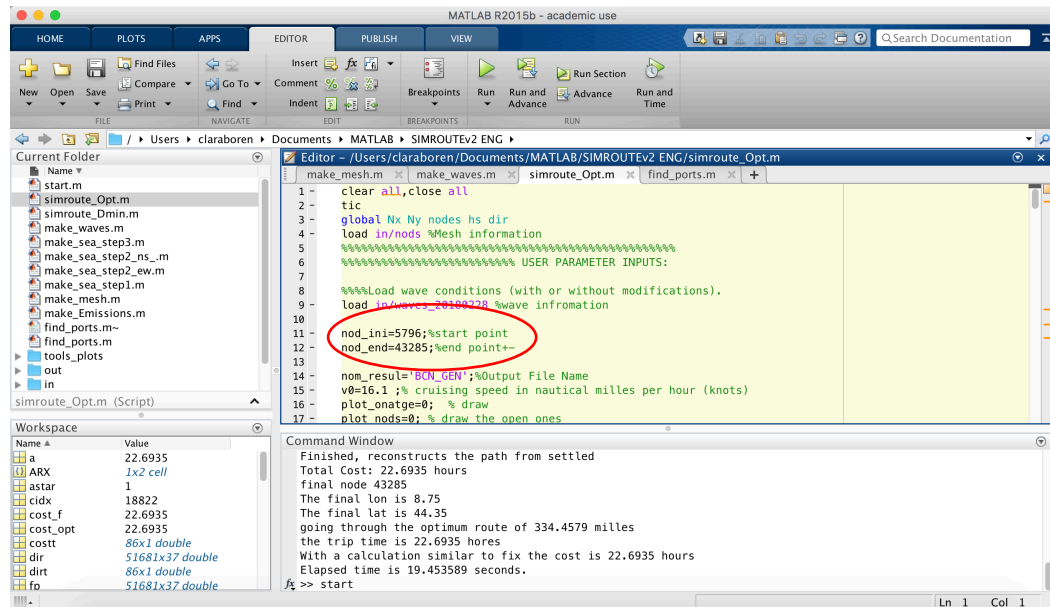 MATLAB R2015b - academic use
HOME PLOTS APPS EDITOR PUBLISH VIEW Search Documentation
New Open Save Find Files Compare Print
Go To Find
Insert fx
Comment %
Indent
Breakpoints Run Run and Advance Run Section Advance Run and Time
FILE NAVIGATE EDIT BREAKPOINTS RUN
/ Users claraboren Documents MATLAB SIMROUTEv2 ENG
Current Folder
Name
start.m
simroute_Opt.m
simroute_Dmin.m
make_waves.m
make_sea_step3.m
make_sea_step2_ns_.m
make_sea_step2_ew.m
make_sea_step1.m
make_mesh.m
make_Emissions.m
find_ports.m~
find_ports.m
tools_plots
out
in
simroute_Opt.m (Script)
Workspace
Name Value
a 22.6935
ARX 1x2 cell
astar 1
cidx 18822
cost_f 22.6935
cost_opt 22.6935
costt 86x1 double
dir 51681x37 double
dirt 86x1 double
fp 51681x37 double
Editor - /Users/claraboren/Documents/MATLAB/SIMROUTEv2 ENG/simroute_Opt.m
make_mesh.m make_waves.m simroute_Opt.m find_ports.m +
1 - clear all,close all
2 - tic
3 - global Nx Ny nodes hs dir
4 - load in/nods %Mesh information
5 %%%%%%%%%%%%%%%%%%%%%%%%%%%%%%%%%%%%%%%%%%%%%%%%%%%
6 %%%%%%%%%%%%%%%%%%%%%%%%%% USER PARAMETER INPUTS:
7
8 %%%%Load wave conditions (with or without modifications).
9 - load in/waves_20180228 %wave infromation
10
11 - nod_ini=5796;%start point
12 - nod_end=43285;%end point+-
13
14 - nom_resul='BCN_GEN';%Output File Name
15 - v0=16.1 ;% cruising speed in nautical milles per hour (knots)
16 - plot_onatge=0; % draw
17 - plot_nods=0; % draw the open ones
Command Window
Finished, reconstructs the path from settled
Total Cost: 22.6935 hours
final node 43285
The final lon is 8.75
The final lat is 44.35
going through the optimum route of 334.4579 milles
the trip time is 22.6935 hores
With a calculation similar to fix the cost is 22.6935 hours
Elapsed time is 19.453589 seconds.
fx >> start
Ln 1 Col 1